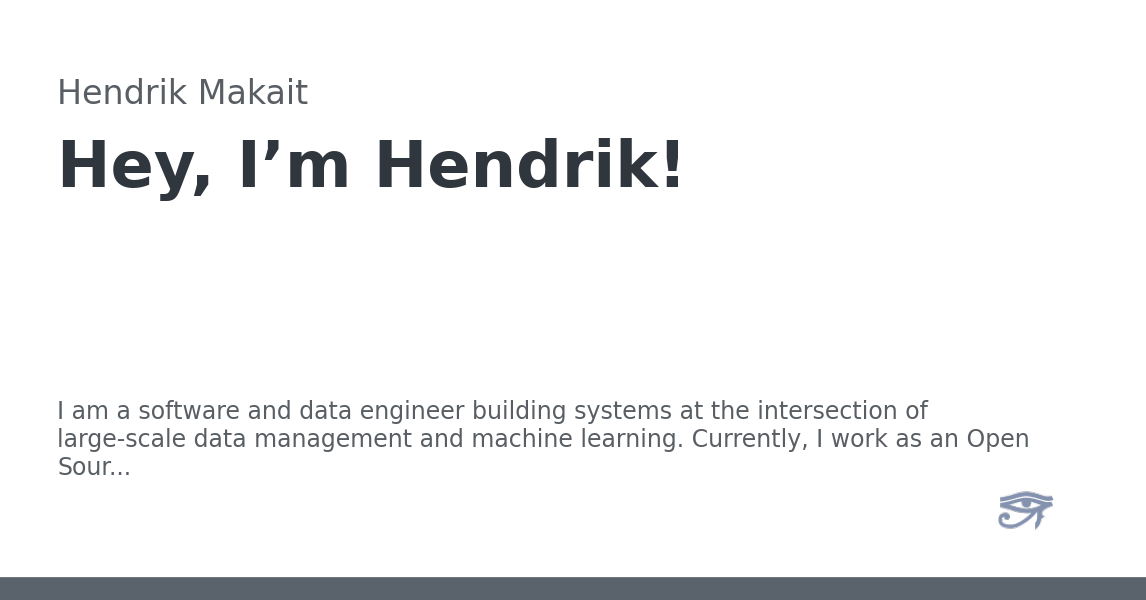 Hendrik Makait
Hey, I’m Hendrik!
I am a software and data engineer building systems at the intersection of
large-scale data management and machine learning. Currently, I work as an Open
Sour...